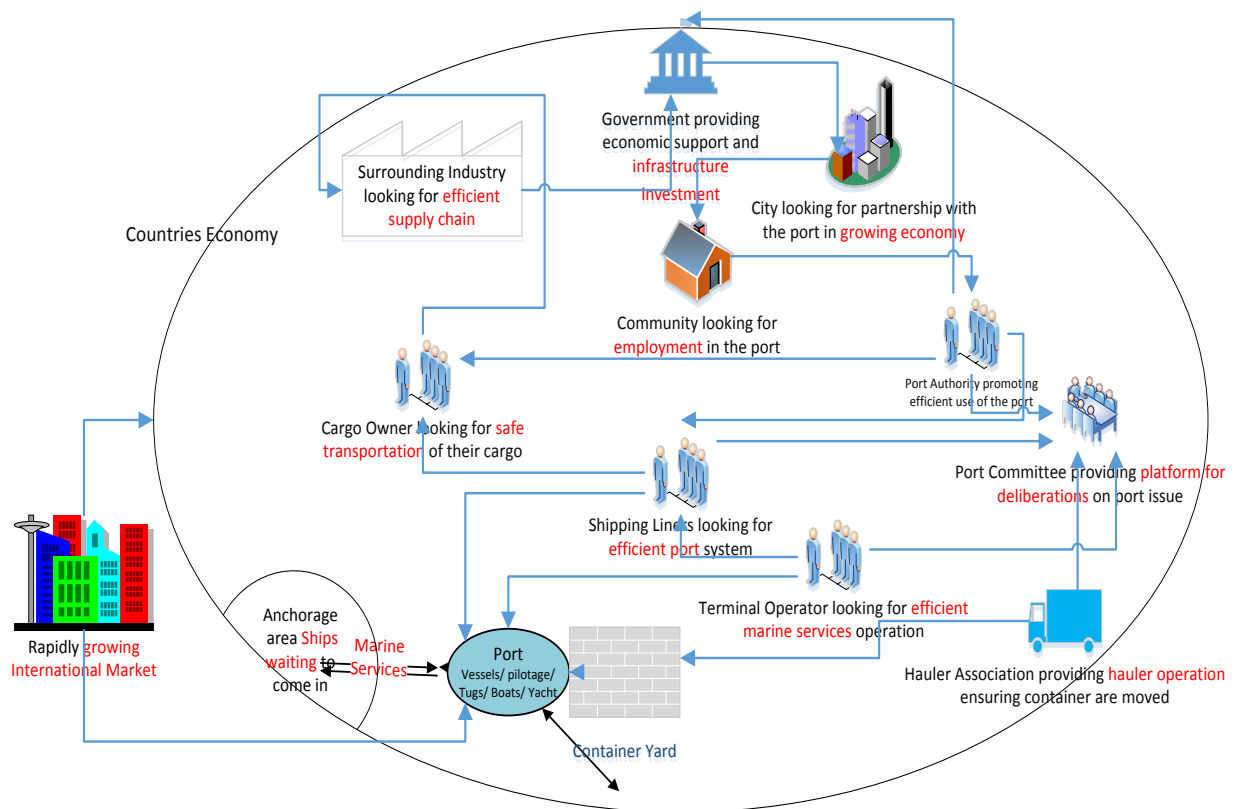 Government providing
economic support and
infrastructure
investment
Surrounding Industry
looking for efficient
supply chain
City looking for partnership with
the port in growing economy
Countries Economy
Community looking for
employment in the port
Port Authority promoting
efficient use of the port
Cargo Owner looking for safe
transportation of their cargo
Port Committee providing platform for
deliberations on port issue
Shipping Liners looking for
efficient port system
Terminal Operator looking for efficient
marine services operation
Rapidly growing
International Market
Anchorage
area Ships
waiting to
come in
Marine
Services
Port
Vessels/ pilotage/
Tugs/ Boats/ Yacht
Hauler Association providing hauler operation
ensuring container are moved
Container Yard